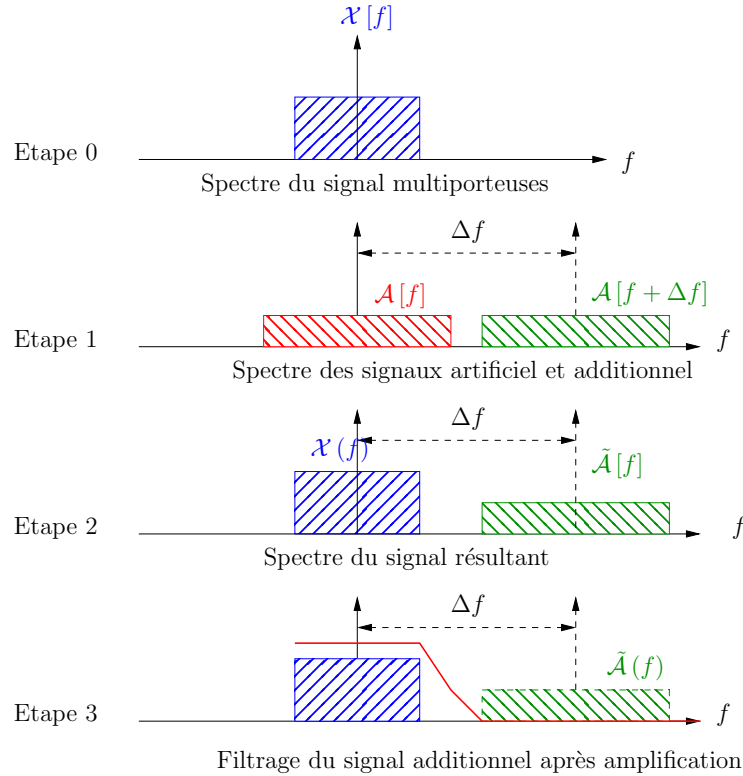 𝒳[f]
Etape 0
f
Spectre du signal multiporteuses
Δf
𝒜[f]
𝒜[f + Δf]
Etape 1
f
Spectre des signaux artificiel et additionnel
Δf
𝒳(f)
𝒜̃[f]
Etape 2
f
Spectre du signal résultant
Δf
𝒜̃(f)
Etape 3
f
Filtrage du signal additionnel après amplification